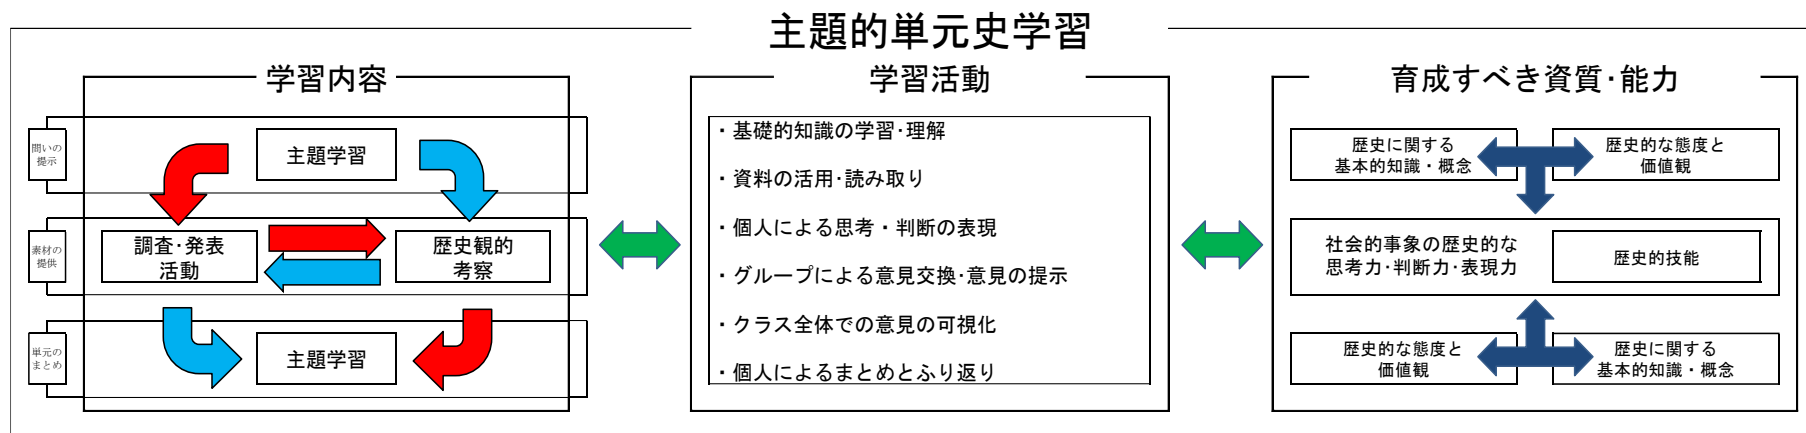 主題的単元史学習
学習内容
問いの
提示
主題学習
素材の
提供
調査･発表
活動
歴史観的
考察
単元の
まとめ
主題学習
学習活動
・基礎的知識の学習･理解
・資料の活用･読み取り
・個人による思考・判断の表現
・グループによる意見交換･意見の提示
・クラス全体での意見の可視化
・個人によるまとめとふり返り
育成すべき資質･能力
歴史に関する
基本的知識・概念
歴史的な態度と
価値観
社会的事象の歴史的な
思考力･判断力･表現力
歴史的技能
歴史的な態度と
価値観
歴史に関する
基本的知識・概念